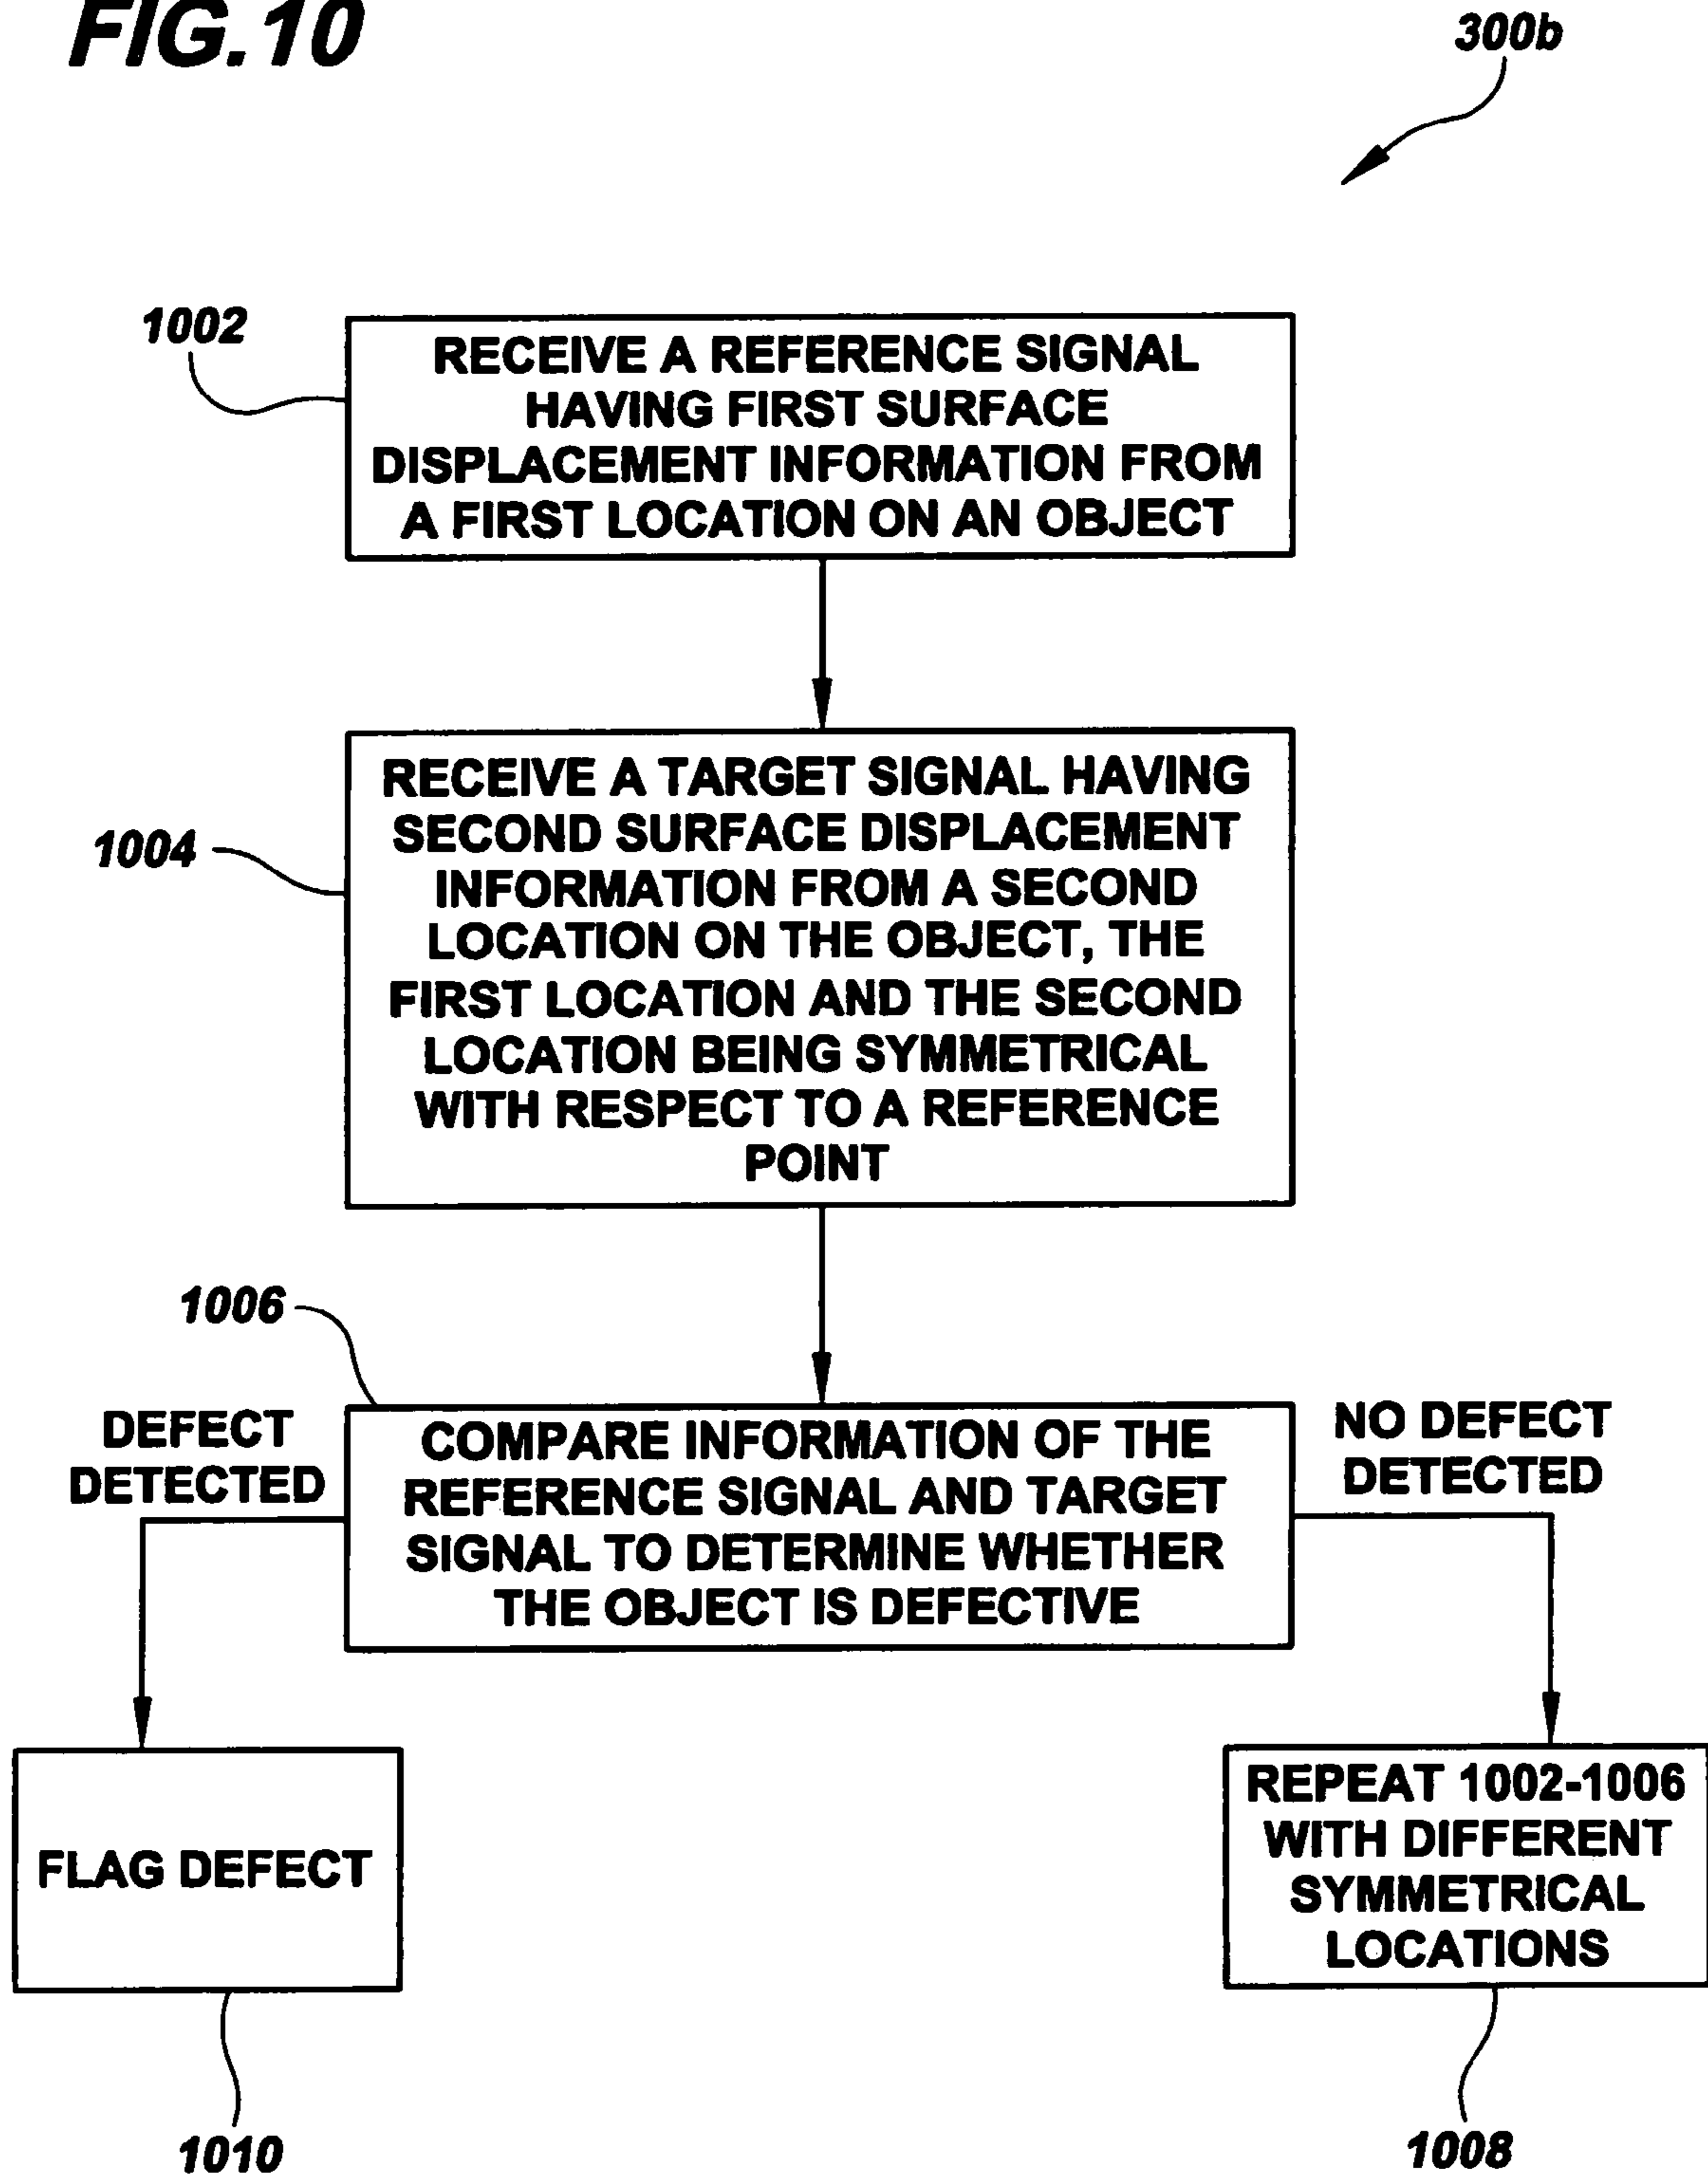 FIG.10
300b
1002
RECEIVE A REFERENCE SIGNAL
HAVING FIRST SURFACE
DISPLACEMENT INFORMATION FROM
A FIRST LOCATION ON AN OBJECT
1004
RECEIVE A TARGET SIGNAL HAVING
SECOND SURFACE DISPLACEMENT
INFORMATION FROM A SECOND
LOCATION ON THE OBJECT, THE
FIRST LOCATION AND THE SECOND
LOCATION BEING SYMMETRICAL
WITH RESPECT TO A REFERENCE
POINT
1006
DEFECT
DETECTED
COMPARE INFORMATION OF THE
REFERENCE SIGNAL AND TARGET
SIGNAL TO DETERMINE WHETHER
THE OBJECT IS DEFECTIVE
NO DEFECT
DETECTED
FLAG DEFECT
REPEAT 1002-1006
WITH DIFFERENT
SYMMETRICAL
LOCATIONS
1010
1008